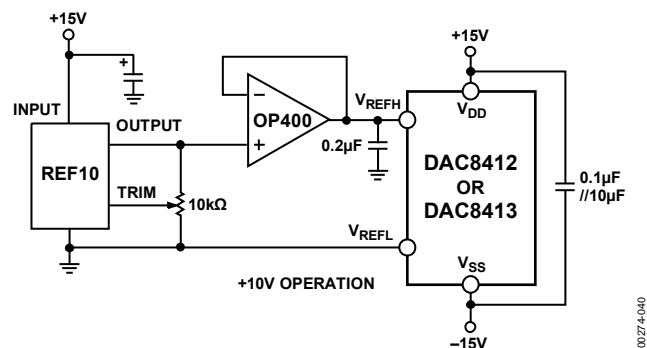 +15V
+
INPUT
OUTPUT
REF10
TRIM
10kΩ
−
+
OP400
VREFH
0.2µF
VREFL
+10V OPERATION
+15V
VDD
DAC8412
OR
DAC8413
VSS
–15V
0.1µF
//10µF
00274-040